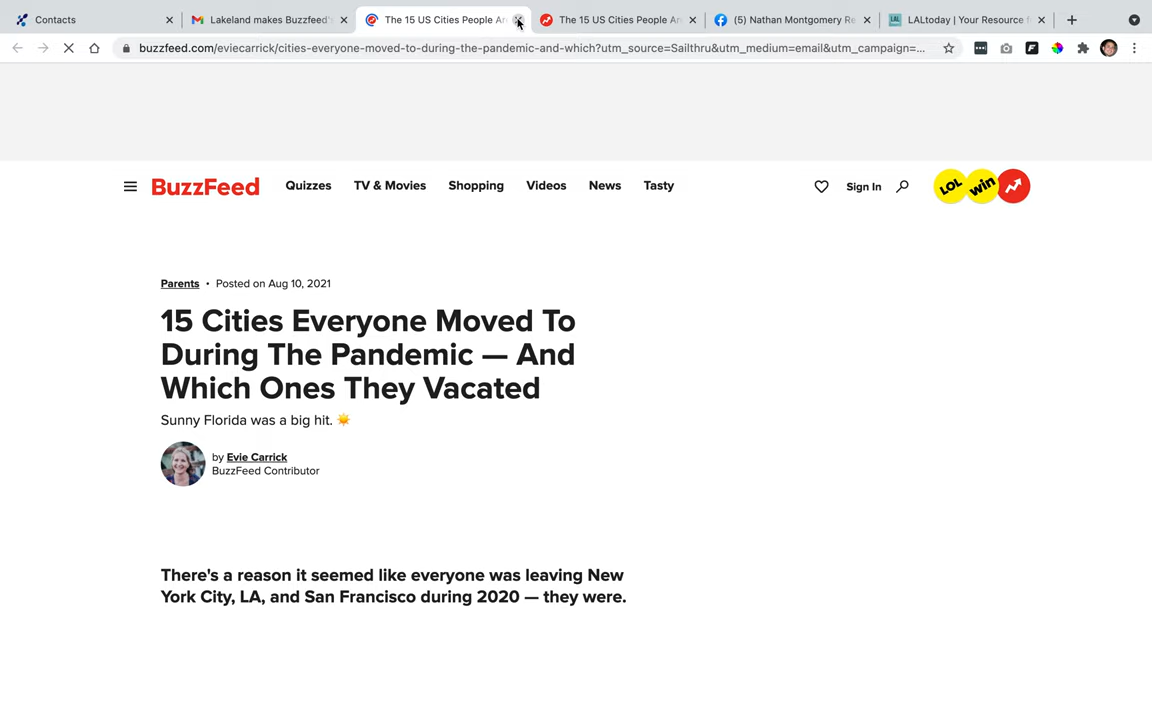 Contacts
Lakeland makes Buzzfeed's
The 15 US Cities People Ar
The 15 US Cities People Are
(5) Nathan Montgomery Re
LALtoday | Your Resource f
buzzfeed.com/eviecarrick/cities-everyone-moved-to-during-the-pandemic-and-which?utm_source=Sailthru&utm_medium=email&utm_campaign=...
BuzzFeed
Quizzes
TV & Movies
Shopping
Videos
News
Tasty
Sign In
LOL
win
Parents • Posted on Aug 10, 2021
15 Cities Everyone Moved To
During The Pandemic — And
Which Ones They Vacated
Sunny Florida was a big hit. ☀️
by Evie Carrick
BuzzFeed Contributor
There's a reason it seemed like everyone was leaving New
York City, LA, and San Francisco during 2020 — they were.